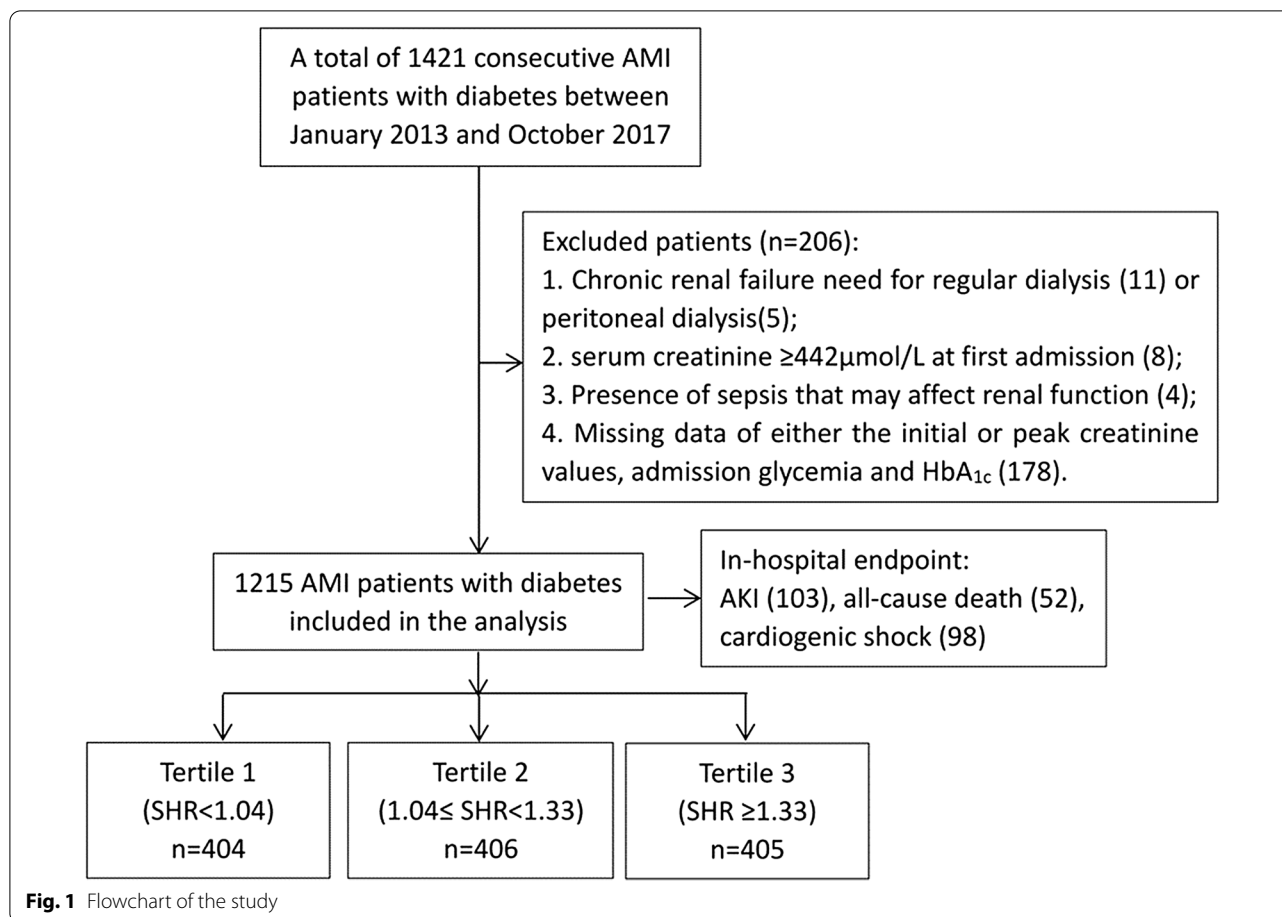 A total of 1421 consecutive AMI
patients with diabetes between
January 2013 and October 2017
Excluded patients (n=206):
1. Chronic renal failure need for regular dialysis (11) or
peritoneal dialysis(5);
2. serum creatinine ≥442μmol/L at first admission (8);
3. Presence of sepsis that may affect renal function (4);
4. Missing data of either the initial or peak creatinine
values, admission glycemia and HbA1c (178).
1215 AMI patients with diabetes
included in the analysis
In-hospital endpoint:
AKI (103), all-cause death (52),
cardiogenic shock (98)
Tertile 1
(SHR<1.04)
n=404
Tertile 2
(1.04≤ SHR<1.33)
n=406
Tertile 3
(SHR ≥1.33)
n=405
Fig. 1 Flowchart of the study